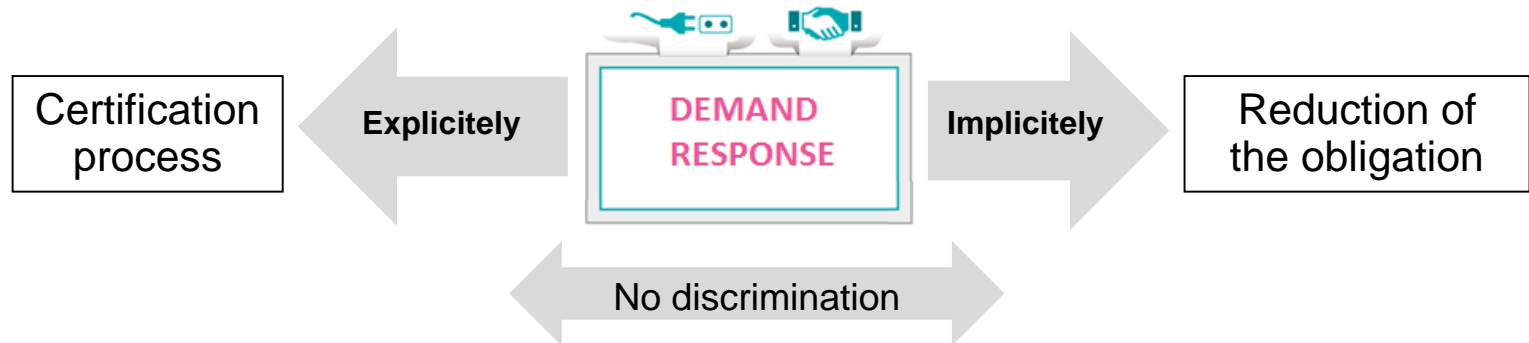 Certification
process
Explicitely
DEMAND
RESPONSE
Implicitely
Reduction of
the obligation
No discrimination